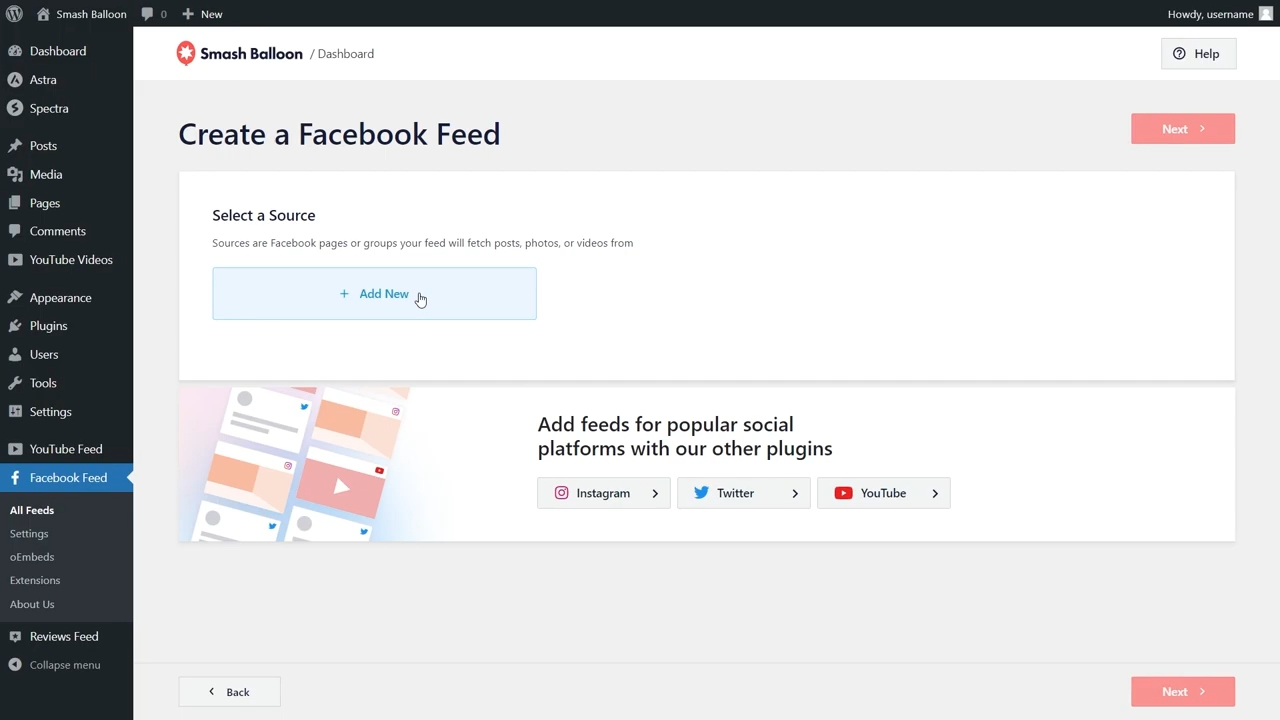 Smash Balloon 0 New Howdy, username
Dashboard
Astra
Spectra
Posts
Media
Pages
Comments
YouTube Videos
Appearance
Plugins
Users
Tools
Settings
YouTube Feed
Facebook Feed
All Feeds
Settings
oEmbeds
Extensions
About Us
Reviews Feed
Collapse menu
Smash Balloon / Dashboard
Help
Create a Facebook Feed
Next
Select a Source
Sources are Facebook pages or groups your feed will fetch posts, photos, or videos from
+ Add New
Add feeds for popular social
platforms with our other plugins
Instagram
Twitter
YouTube
Back
Next